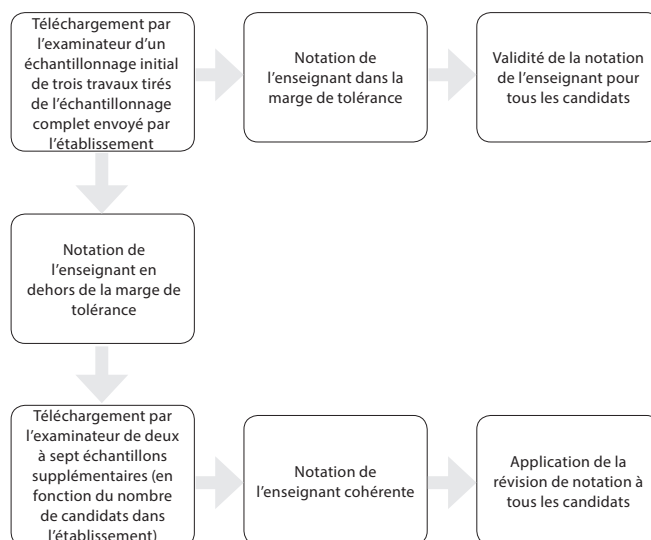 Téléchargement par
l'examinateur d'un
échantillonnage initial
de trois travaux tirés
de l'échantillonnage
complet envoyé par
l'établissement
Notation de
l'enseignant dans la
marge de tolérance
Validité de la notation
de l'enseignant pour
tous les candidats
Notation de
l'enseignant en
dehors de la marge de
tolérance
Téléchargement par
l'examinateur de deux
à sept échantillons
supplémentaires (en
fonction du nombre
de candidats dans
l'établissement)
Notation de
l'enseignant cohérente
Application de la
révision de notation à
tous les candidats